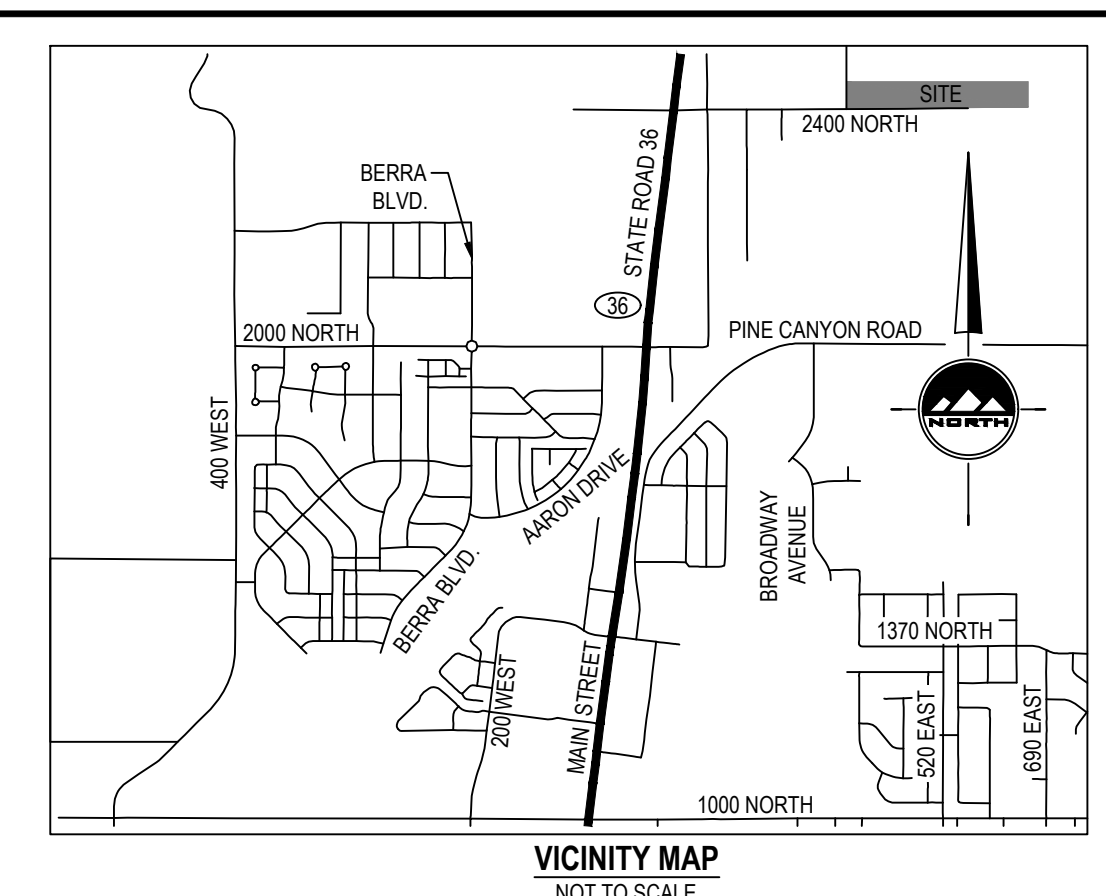 SITE
2400 NORTH
BERRA
BLVD.
STATE ROAD 36
36
2000 NORTH
PINE CANYON ROAD
NORTH
400 WEST
AARON DRIVE
BROADWAY
AVENUE
BERRA BLVD.
1370 NORTH
200 WEST
MAIN STREET
520 EAST
690 EAST
1000 NORTH
VICINITY MAP
NOT TO SCALE